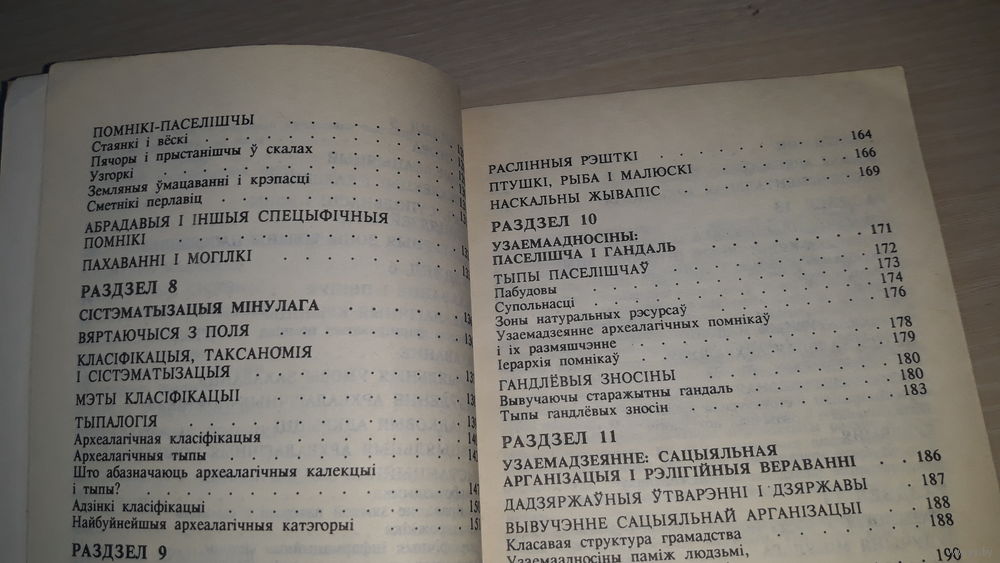 ПОМНІКІ-ПАСЕЛІШЧЫ . . . . . . .
Стаянкі і вёскі . . . . . . . . . .
Пячоры і прыстанішчы ў скалах . . . . .
Узгоркі . . . . . . . . . . .
Земляныя ўмацаванні і крэпасці . . . . .
Сметнікі перлавіц . . . . . . . . .
АБРАДАВЫЯ І ІНШЫЯ СПЕЦЫФІЧНЫЯ
ПОМНІКІ . . . . . . . . . .
ПАХАВАННІ І МОГІЛКІ . . . . . . .
РАЗДЗЕЛ 8
СІСТЭМАТЫЗАЦЫЯ МІНУЛАГА
ВЯРТАЮЧЫСЯ З ПОЛЯ . . . . . . .
КЛАСІФІКАЦЫЯ, ТАКСАНОМІЯ
І СІСТЭМАТЫЗАЦЫЯ . . . . . . .
МЭТЫ КЛАСІФІКАЦЫІ . . . . . . .
ТЫПАЛОГІЯ . . . . . . . . . .
Археалагічная класіфікацыя . . . . . . .
Археалагічныя тыпы . . . . . . . .
Што абазначаюць археалагічныя калекцыі
і тыпы? . . . . . . . . . . .
Адзінкі класіфікацыі . . . . . . . .
Найбуйнейшыя археалагічныя катэгорыі . . . .
РАЗДЗЕЛ 9
РАСЛІННЫЯ РЭШТКІ . . . . . . . 164
ПТУШКІ, РЫБА І МАЛЮСКІ . . . . . 166
НАСКАЛЬНЫ ЖЫВАПІС . . . . . . 169
РАЗДЗЕЛ 10
УЗАЕМААДНОСІНЫ:
ПАСЕЛІШЧА І ГАНДАЛЬ . . . . . . 171
ТЫПЫ ПАСЕЛІШЧАЎ . . . . . . . 172
Пабудовы . . . . . . . . . . 173
Супольнасці . . . . . . . . . . 174
Зоны натуральных рэсурсаў . . . . . . 176
Узаемадзеянне археалагічных помнікаў
і іх размяшчэнне . . . . . . . . 178
Іерархія помнікаў . . . . . . . . 179
ГАНДЛЁВЫЯ ЗНОСІНЫ . . . . . . 180
Вывучаючы старажытны гандаль . . . . . 180
Тыпы гандлёвых зносін . . . . . . . 183
РАЗДЗЕЛ 11
УЗАЕМАДЗЕЯННЕ: САЦЫЯЛЬНАЯ
АРГАНІЗАЦЫЯ І РЭЛІГІЙНЫЯ ВЕРАВАННІ . . 186
ДАДЗЯРЖАЎНЫЯ ЎТВАРЭННІ І ДЗЯРЖАВЫ . . 187
ВЫВУЧЭННЕ САЦЫЯЛЬНАЙ АРГАНІЗАЦЫІ . . 188
Класавая структура грамадства . . . . . 188
Узаемаадносіны паміж людзьмі, . . . . 190